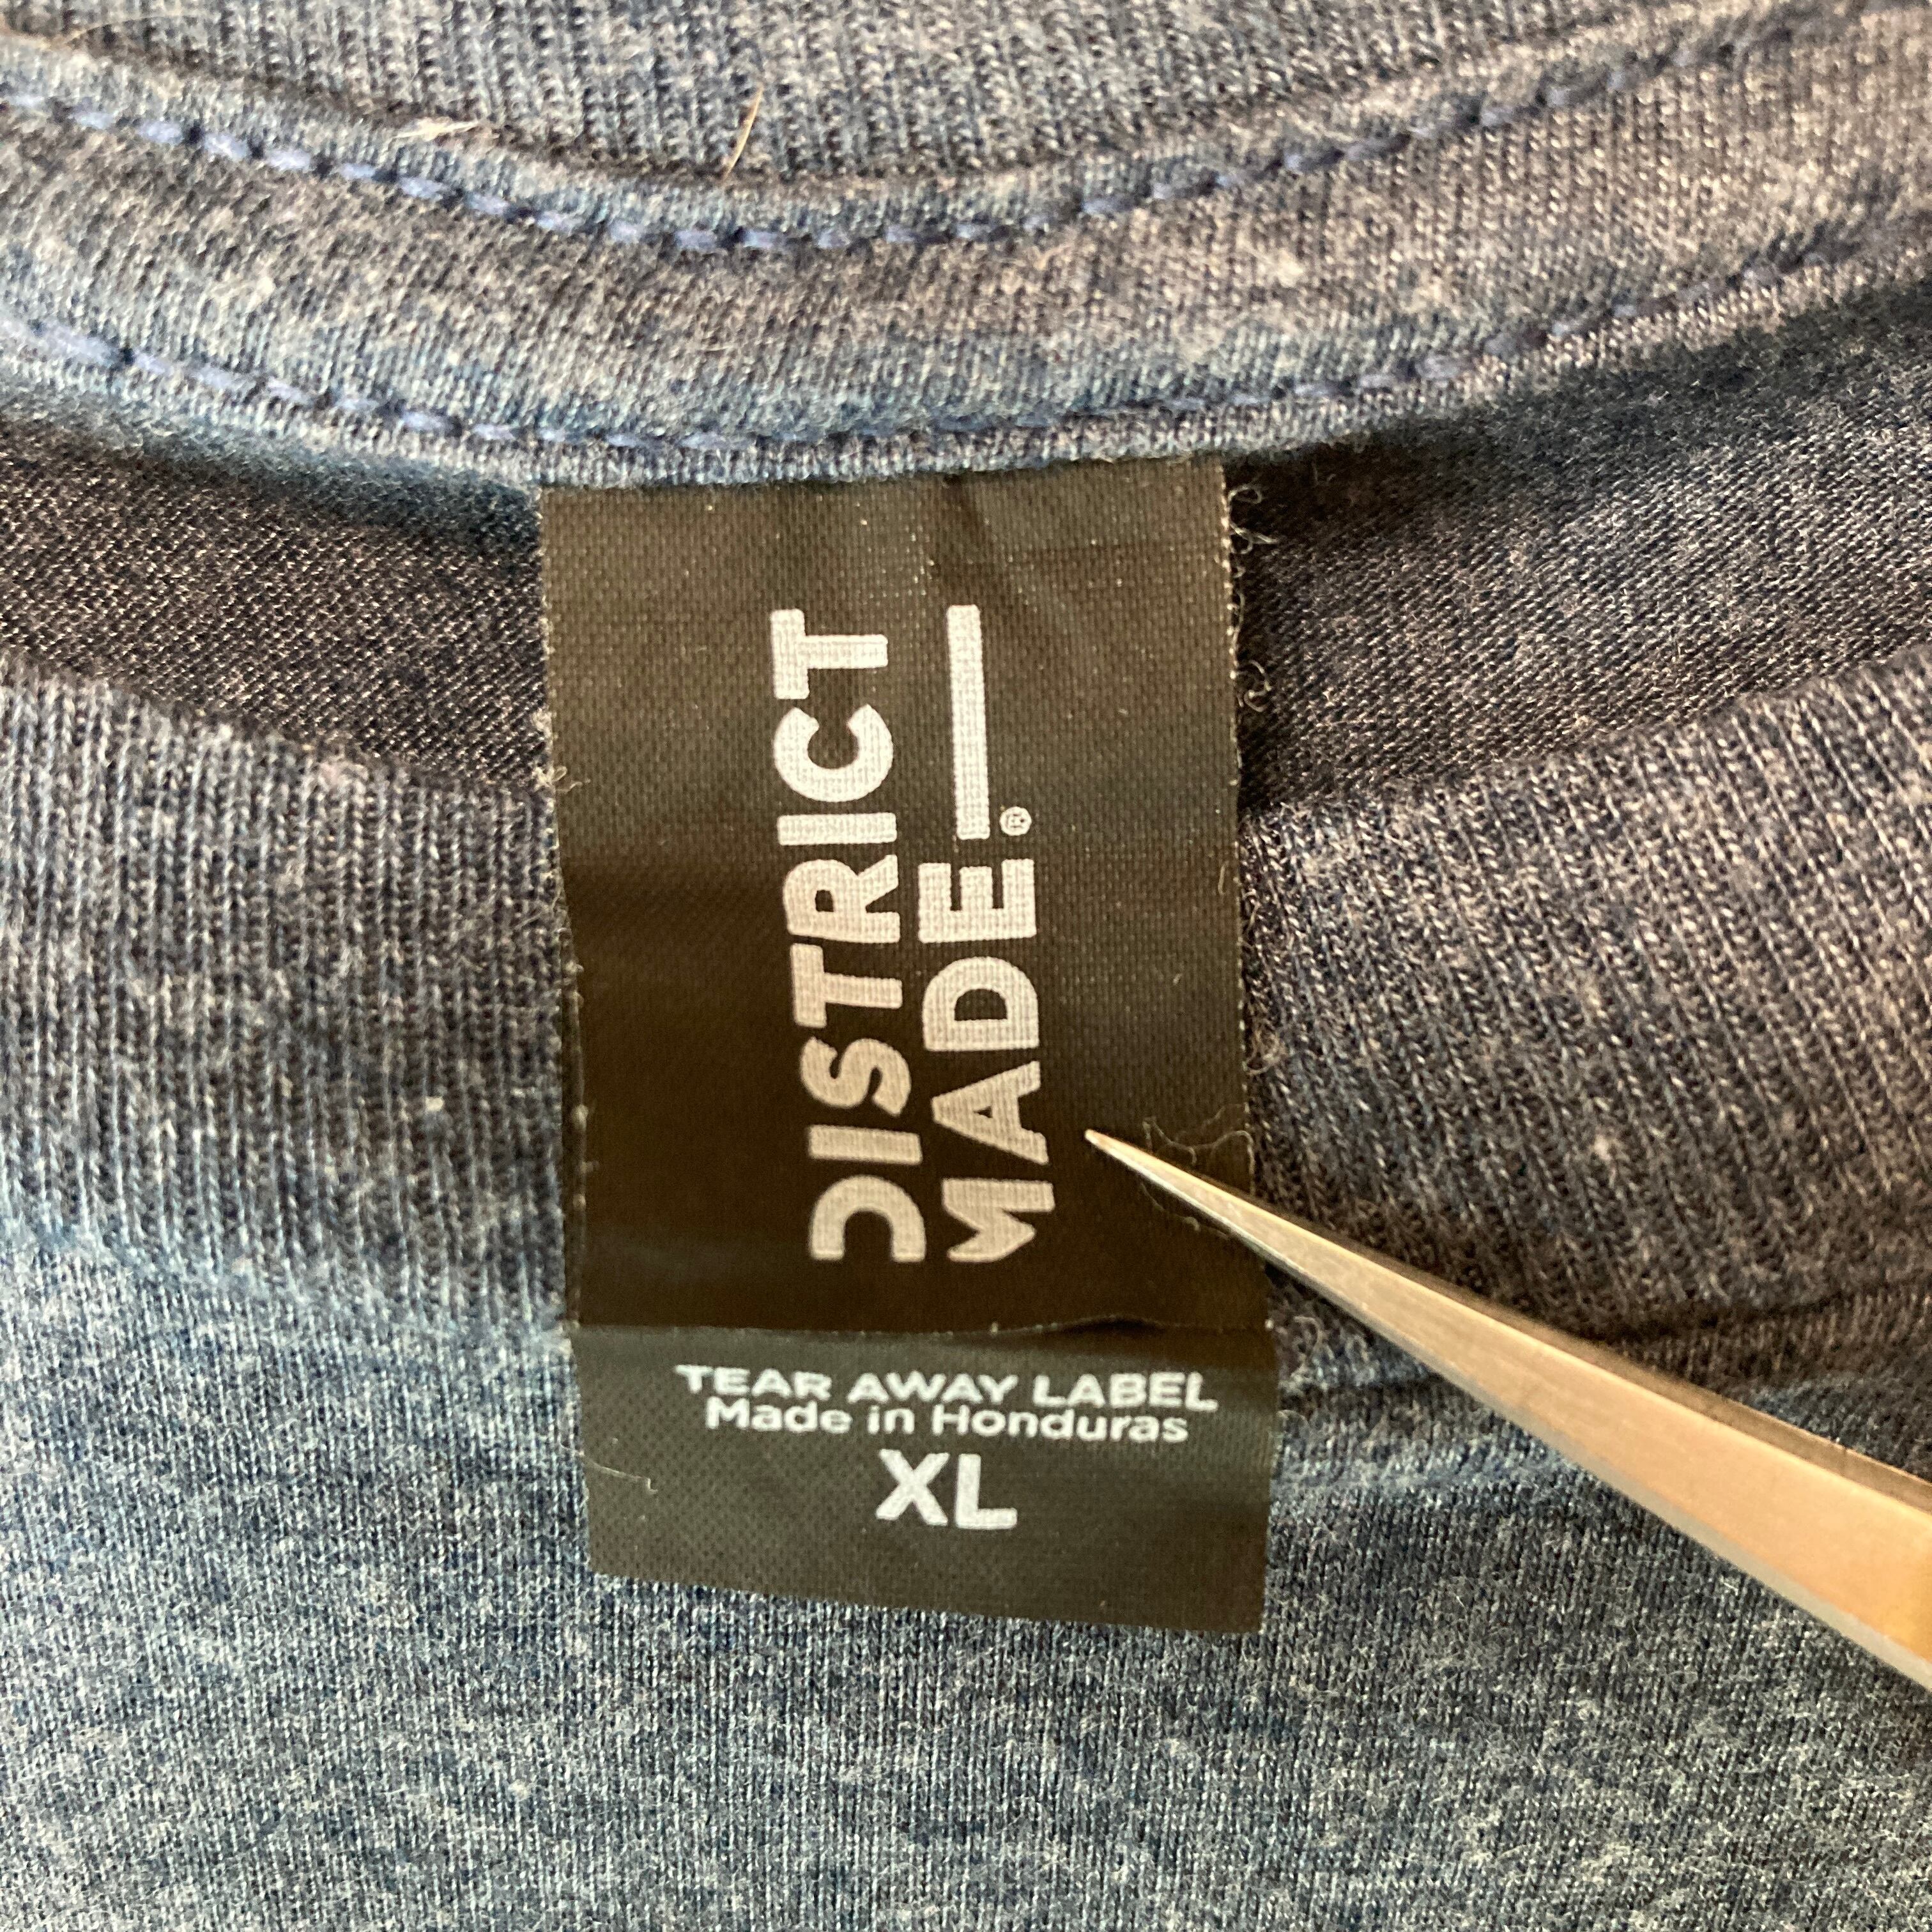 DISTRICT
MADE.®
TEAR AWAY LABEL
Made in Honduras
XL